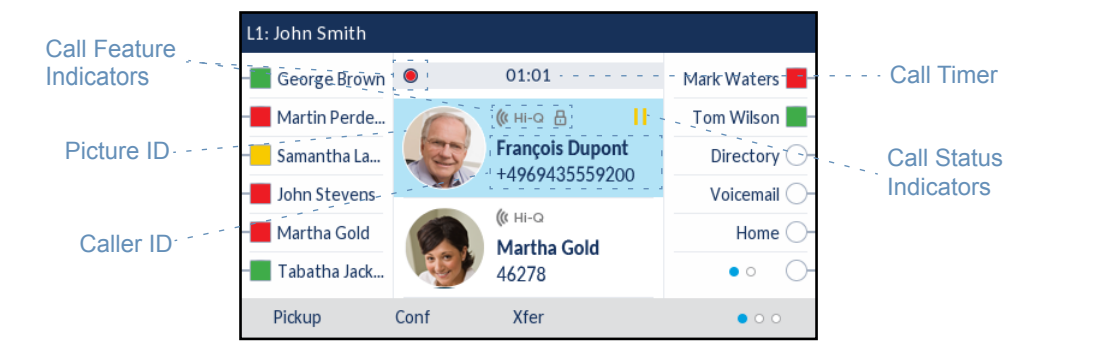 L1: John Smith
Call Feature
Indicators
Picture ID
Caller ID
George Brown
Martin Perde...
Samantha La...
John Stevens
Martha Gold
Tabatha Jack...
01:01
Hi-Q
François Dupont
+4969435559200
Hi-Q
Martha Gold
46278
Mark Waters
Tom Wilson
Directory
Voicemail
Home
Call Timer
Call Status
Indicators
Pickup Conf Xfer